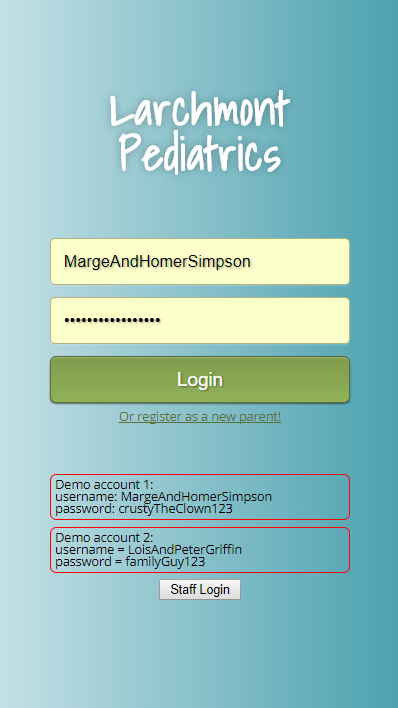 Larchmont
Pediatrics
MargeAndHomerSimpson
•••••••••••••••••
Login
Or register as a new parent!
Demo account 1:
username: MargeAndHomerSimpson
password: crustyTheClown123
Demo account 2:
username = LoisAndPeterGriffin
password = familyGuy123
Staff Login